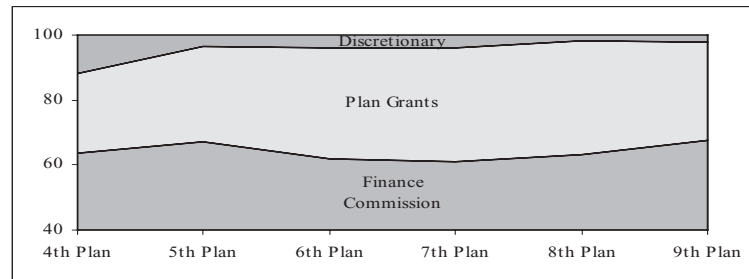 100
80
60
40
Discretionary
Plan Grants
Finance
Commission
4th Plan 5th Plan 6th Plan 7th Plan 8th Plan 9th Plan